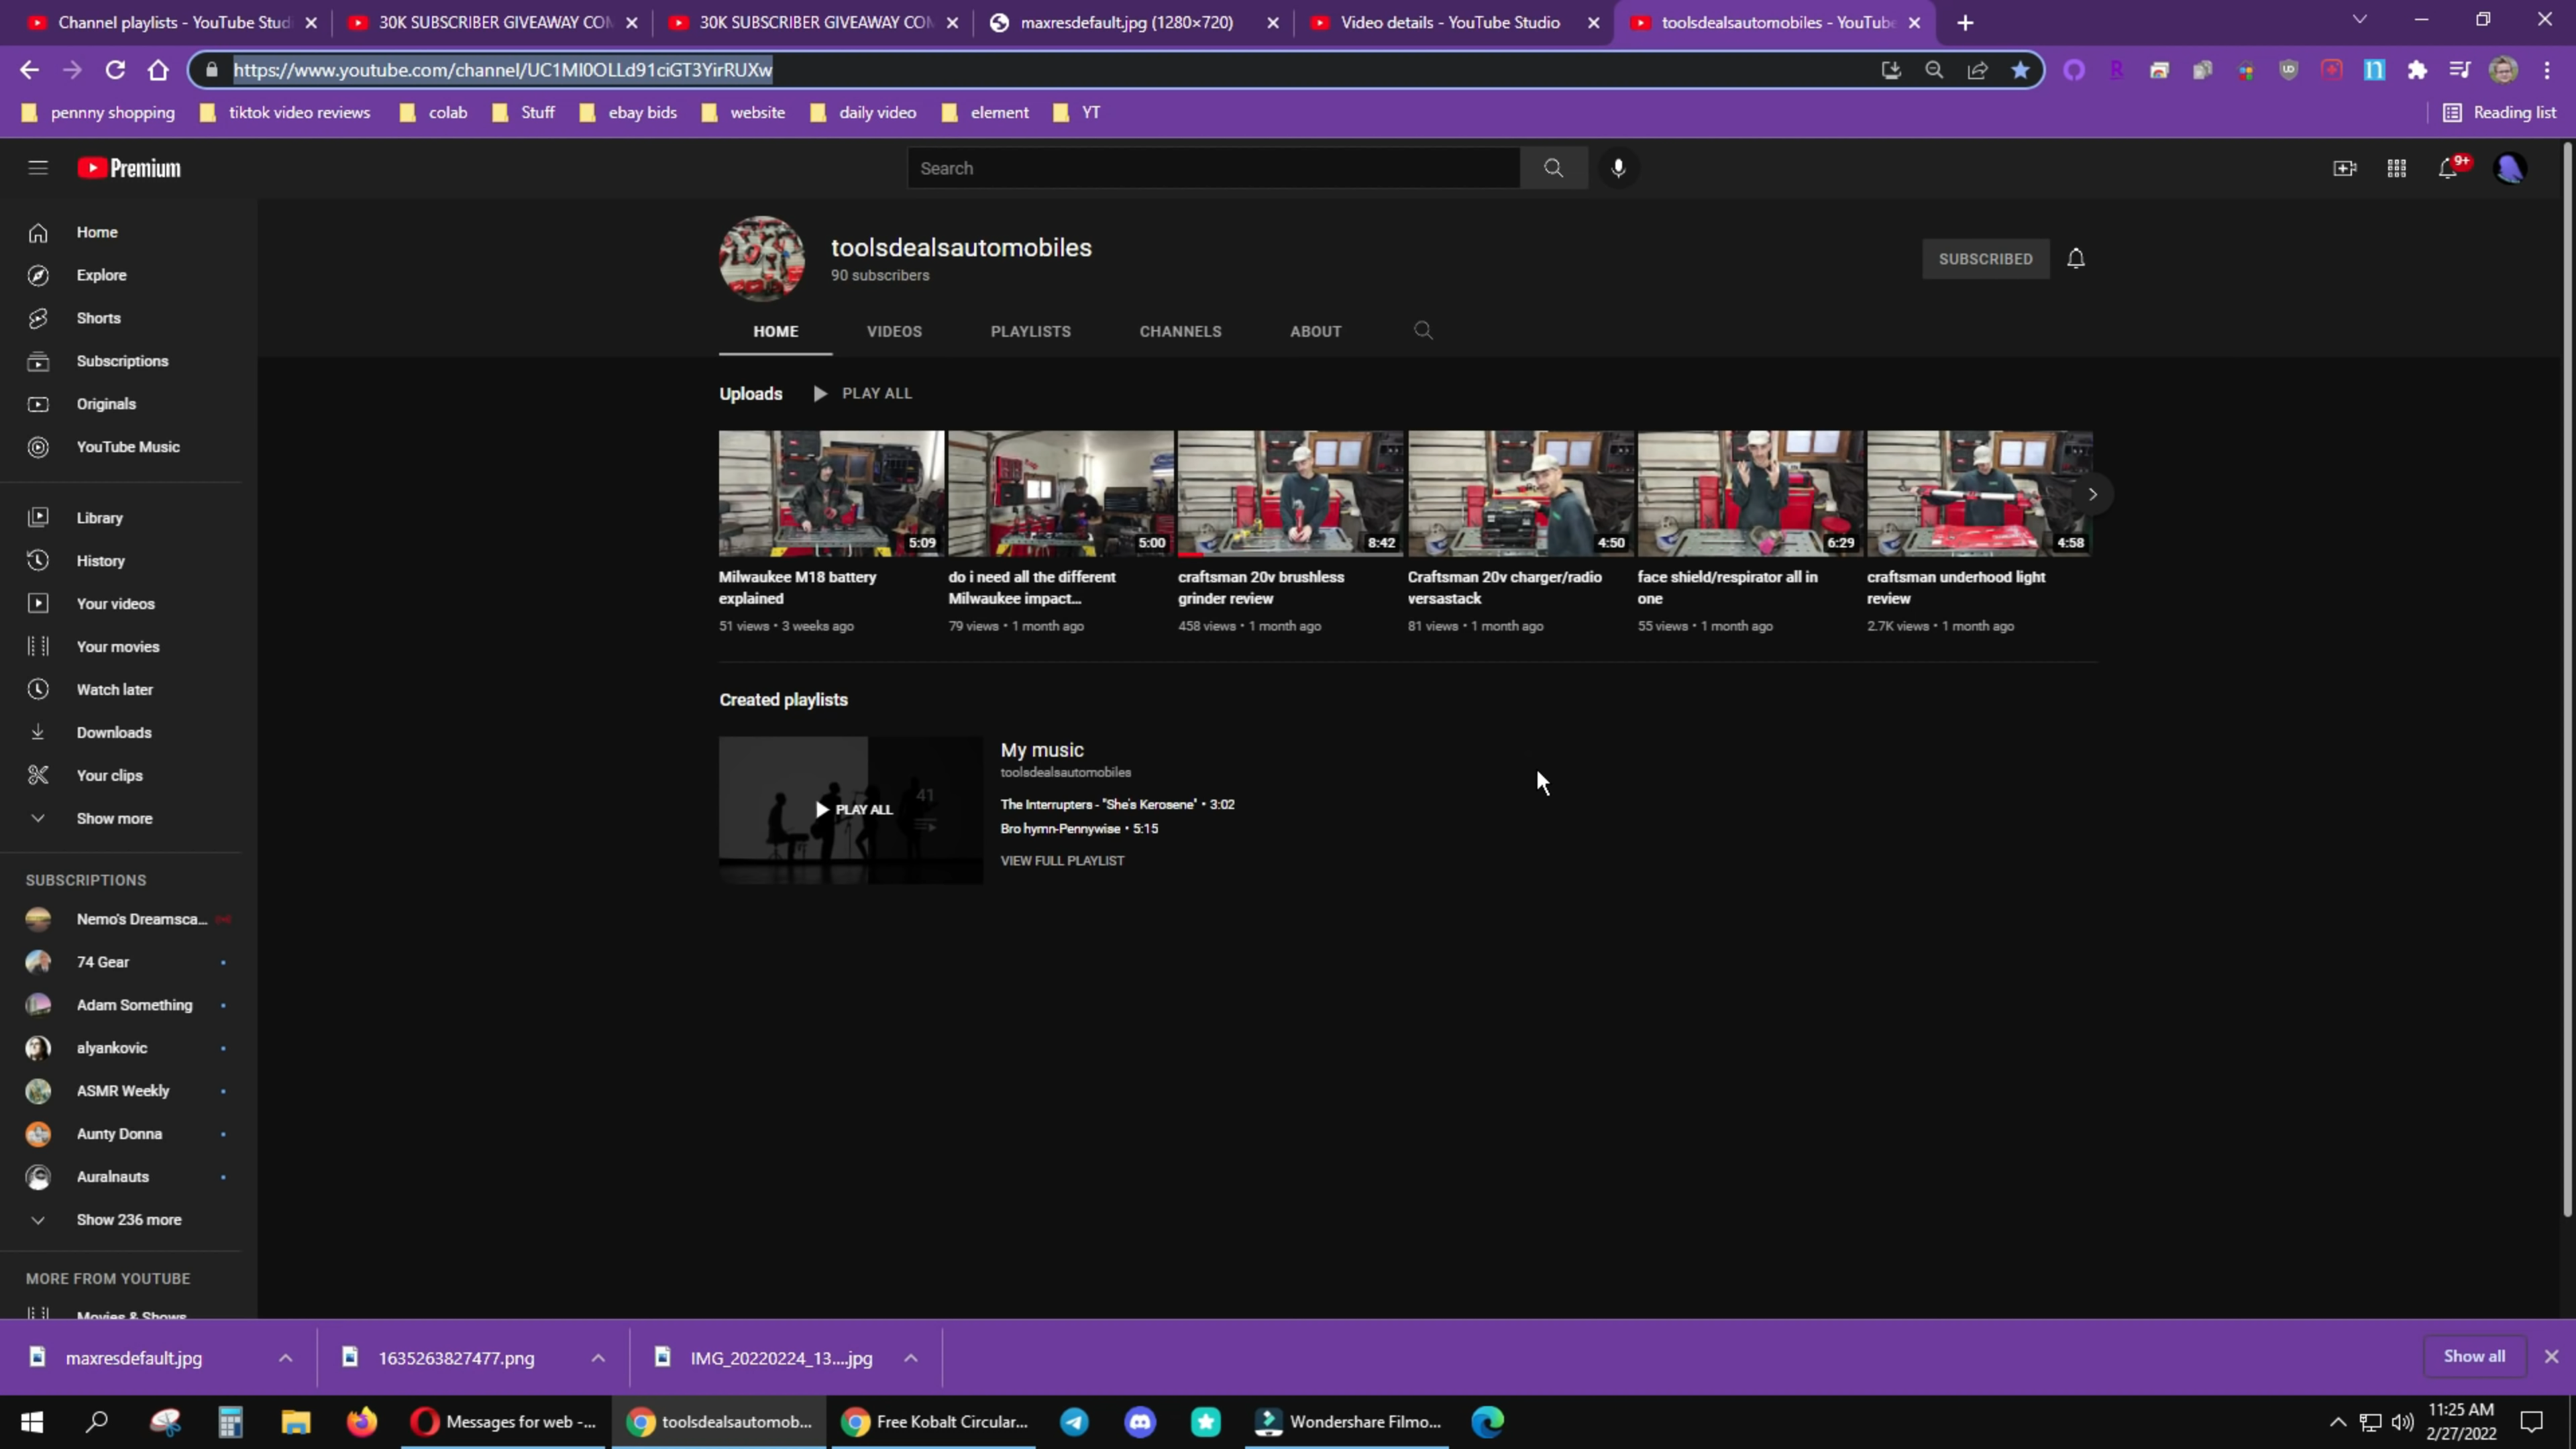 Channel playlists - YouTube Studi
30K SUBSCRIBER GIVEAWAY CON
30K SUBSCRIBER GIVEAWAY CON
maxresdefault.jpg (1280×720)
Video details - YouTube Studio
toolsdealsautomobiles - YouTube
https://www.youtube.com/channel/UC1MI0OLLd91ciGT3YirRUXw
pennny shopping
tiktok video reviews
colab
Stuff
ebay bids
website
daily video
element
YT
Reading list
Premium
Search
9+
Home
Explore
Shorts
Subscriptions
Originals
YouTube Music
Library
History
Your videos
Your movies
Watch later
Downloads
Your clips
Show more
SUBSCRIPTIONS
Nemo's Dreamsca...
74 Gear
Adam Something
alyankovic
ASMR Weekly
Aunty Donna
Auralnauts
Show 236 more
MORE FROM YOUTUBE
Movies & Shows
toolsdealsautomobiles
90 subscribers
SUBSCRIBED
HOME
VIDEOS
PLAYLISTS
CHANNELS
ABOUT
Uploads
PLAY ALL
5:09
Milwaukee M18 battery
explained
51 views • 3 weeks ago
5:00
do i need all the different
Milwaukee impact...
79 views • 1 month ago
8:42
craftsman 20v brushless
grinder review
458 views • 1 month ago
4:50
Craftsman 20v charger/radio
versastack
81 views • 1 month ago
6:29
face shield/respirator all in
one
55 views • 1 month ago
4:58
craftsman underhood light
review
2.7K views • 1 month ago
Created playlists
PLAY ALL
41
My music
toolsdealsautomobiles
The Interrupters - "She's Kerosene" • 3:02
Bro hymn-Pennywise • 5:15
VIEW FULL PLAYLIST
maxresdefault.jpg
1635263827477.png
IMG_20220224_13....jpg
Show all
Messages for web -...
toolsdealsautomob...
Free Kobalt Circular...
Wondershare Filmo...
11:25 AM
2/27/2022